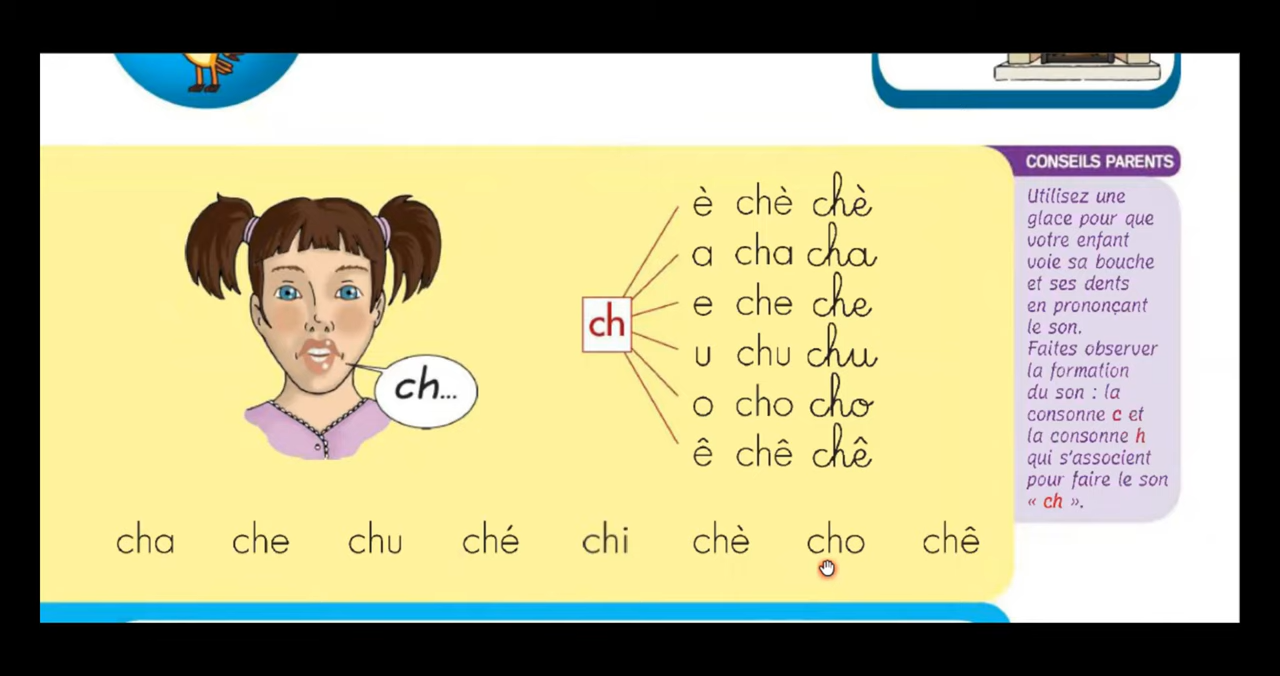 è chè chè
a cha cha
e che che
ch
u chu chu
ch...
o cho cho
ê chê chê
cha che chu ché chi chè cho chê
CONSEILS PARENTS
Utilisez une
glace pour que
votre enfant
voie sa bouche
et ses dents
en prononçant
le son.
Faites observer
la formation
du son : la
consonne c et
la consonne h
qui s'associent
pour faire le son
« ch ».